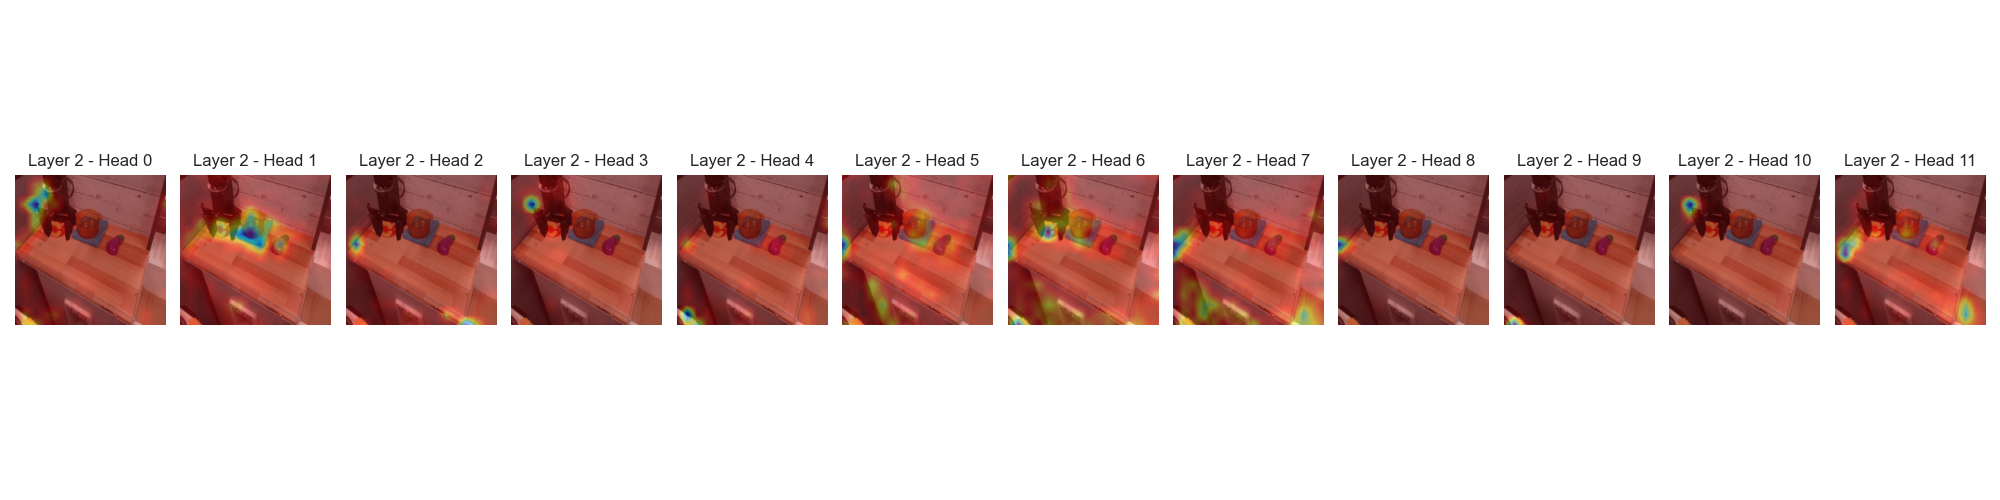 Layer 2 - Head 0
Layer 2 - Head 1
Layer 2 - Head 2
Layer 2 - Head 3
Layer 2 - Head 4
Layer 2 - Head 5
Layer 2 - Head 6
Layer 2 - Head 7
Layer 2 - Head 8
Layer 2 - Head 9
Layer 2 - Head 10
Layer 2 - Head 11